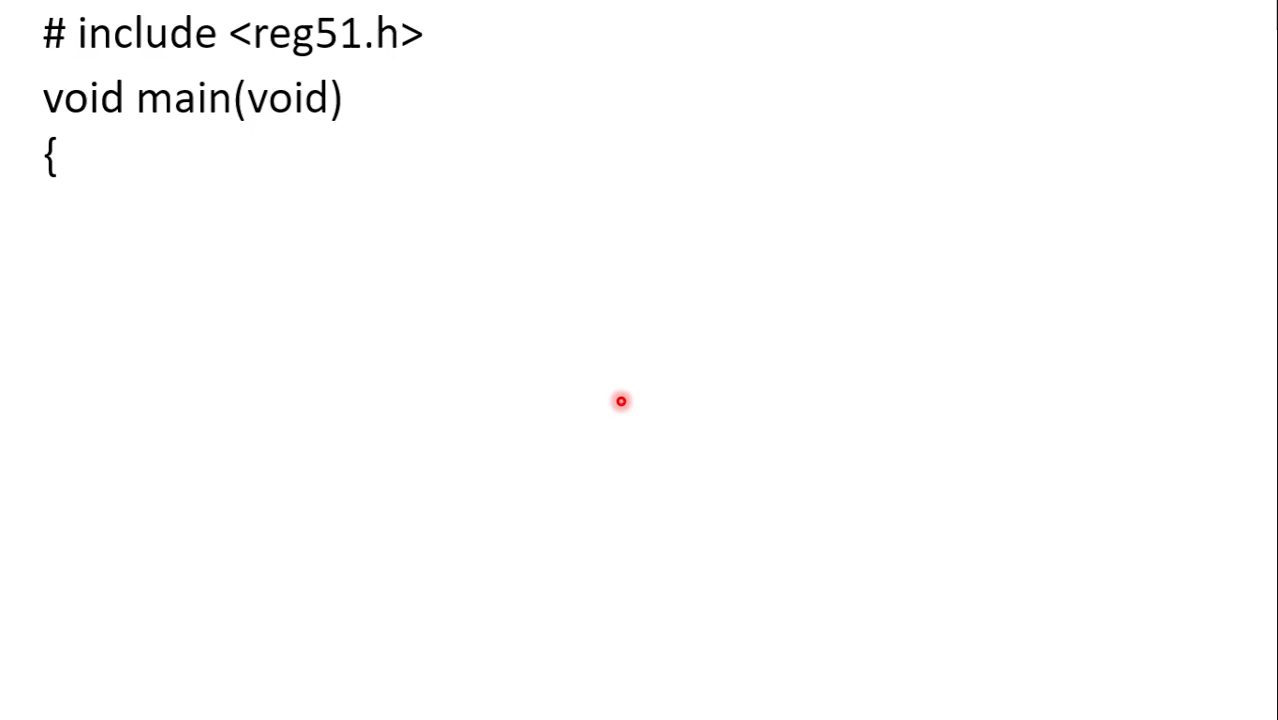 # include <reg51.h>
void main(void)
{